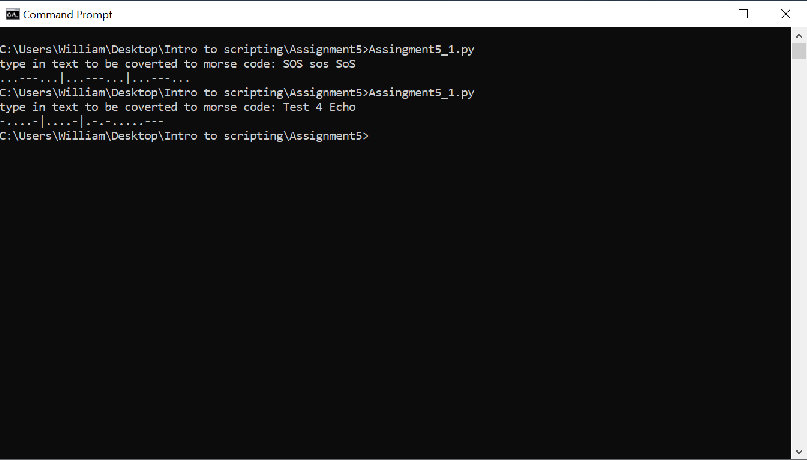 Command Prompt
C:\Users\William\Desktop\Intro to scripting\Assignment5>Assingment5_1.py
type in text to be coverted to morse code: SOS sos SoS
...---...|...---...|...---...
C:\Users\William\Desktop\Intro to scripting\Assignment5>Assingment5_1.py
type in text to be coverted to morse code: Test 4 Echo
-....-|....-|.-.-.....---
C:\Users\William\Desktop\Intro to scripting\Assignment5>